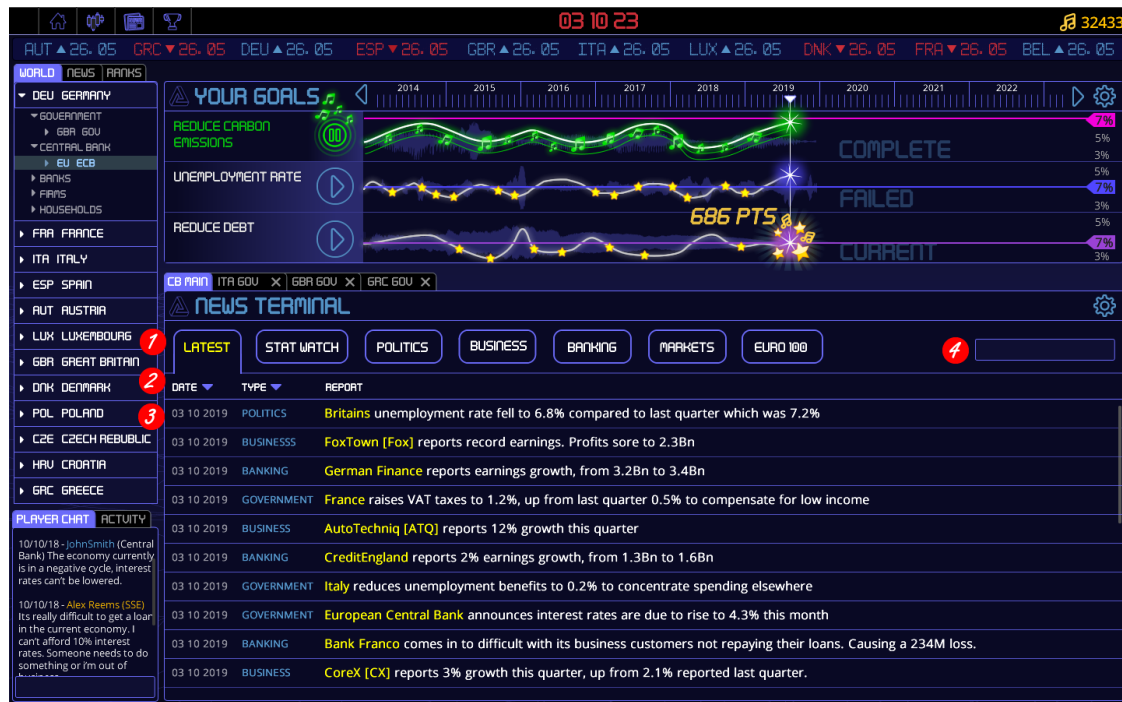 03 10 23
32433
AUT ▲ 26. 05 GRC ▼ 26. 05 DEU ▲ 26. 05 ESP ▼ 26. 05 GBR ▲ 26. 05 ITA ▲ 26. 05 LUX ▲ 26. 05 DNK ▼ 26. 05 FRA ▼ 26. 05 BEL ▲ 26. 05
WORLD NEWS RANKS
DEU GERMANY
GOVERNMENT
GBR GOV
CENTRAL BANK
EU ECB
BANKS
FIRMS
HOUSEHOLDS
FRA FRANCE
ITA ITALY
ESP SPAIN
AUT AUSTRIA
LUX LUXEMBOURG
GBR GREAT BRITAIN
DNK DENMARK
POL POLAND
CZE CZECH REBUBLIC
HRV CROATIA
GRC GREECE
YOUR GOALS
2014 2015 2016 2017 2018 2019 2020 2021 2022
REDUCE CARBON
EMISSIONS
COMPLETE
7%
5%
3%
UNEMPLOYMENT RATE
FAILED
5%
7%
3%
REDUCE DEBT
686 PTS
CURRENT
5%
7%
3%
CB MAIN ITA GOV X GBR GOV X GRC GOV X
NEWS TERMINAL
1
2
3
4
LATEST STAT WATCH POLITICS BUSINESS BANKING MARKETS EURO 100
DATE TYPE REPORT
03 10 2019 POLITICS Britains unemployment rate fell to 6.8% compared to last quarter which was 7.2%
03 10 2019 BUSINESSS FoxTown [Fox] reports record earnings. Profits sore to 2.3Bn
03 10 2019 BANKING German Finance reports earnings growth, from 3.2Bn to 3.4Bn
03 10 2019 GOVERNMENT France raises VAT taxes to 1.2%, up from last quarter 0.5% to compensate for low income
03 10 2019 BUSINESS AutoTechniq [ATQ] reports 12% growth this quarter
03 10 2019 BANKING CreditEngland reports 2% earnings growth, from 1.3Bn to 1.6Bn
03 10 2019 GOVERNMENT Italy reduces unemployment benefits to 0.2% to concentrate spending elsewhere
03 10 2019 GOVERNMENT European Central Bank announces interest rates are due to rise to 4.3% this month
03 10 2019 BANKING Bank Franco comes in to difficult with its business customers not repaying their loans. Causing a 234M loss.
03 10 2019 BUSINESS CoreX [CX] reports 3% growth this quarter, up from 2.1% reported last quarter.
PLAYER CHAT ACTUITY
10/10/18 - JohnSmith (Central
Bank) The economy currently
is in a negative cycle, interest
rates can't be lowered.
10/10/18 - Alex Reems (SSE)
Its really difficult to get a loan
in the current economy. I
can't afford 10% interest
rates. Someone needs to do
something or i'm out of